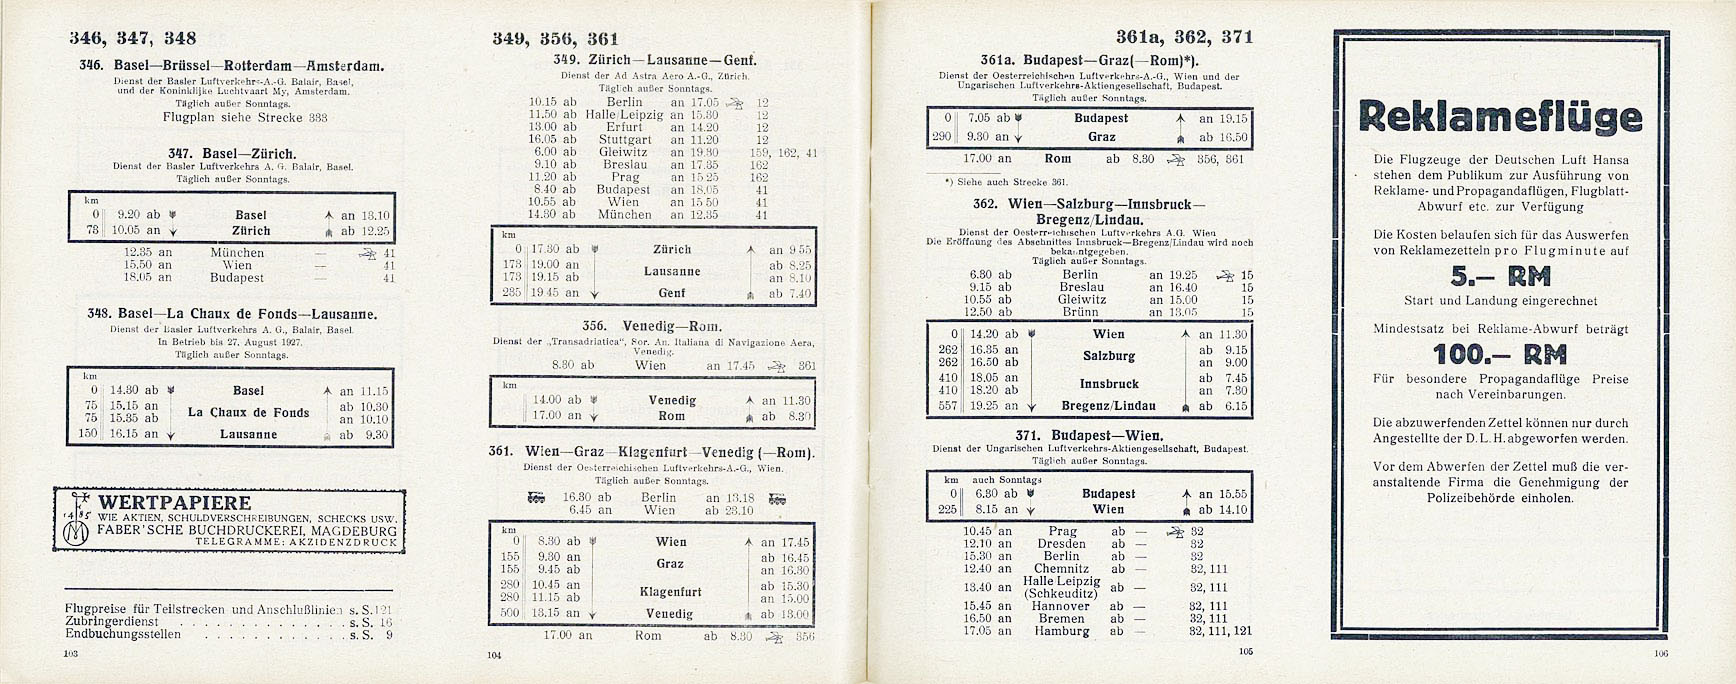 346, 347, 348
346. Basel—Brüssel—Rotterdam—Amsterdam.
Dienst der Basler Luftverkehrs-A.-G. Balair, Basel,
und der Koninklijke Luchtvaart My, Amsterdam.
Täglich außer Sonntags.
Flugplan siehe Strecke 333
347. Basel—Zürich.
Dienst der Basler Luftverkehrs A. G. Balair, Basel.
Täglich außer Sonntags.
km
0 9.20 ab Basel an 13.10
78 10.05 an Zürich ab 12.25
12.35 an München — 41
15.50 an Wien — 41
18.05 an Budapest — 41
348. Basel—La Chaux de Fonds—Lausanne.
Dienst der Basler Luftverkehrs A. G., Balair, Basel.
In Betrieb bis 27. August 1927.
Täglich außer Sonntags.
km
0 14.30 ab Basel an 11.15
75 15.15 an La Chaux de Fonds ab 10.30
75 15.35 ab an 10.10
150 16.15 an Lausanne ab 9.30
WERTPAPIERE
WIE AKTIEN, SCHULDVERSCHREIBUNGEN, SCHECKS USW.
FABER'SCHE BUCHDRUCKEREI, MAGDEBURG
TELEGRAMME: AKZIDENZDRUCK
Flugpreise für Teilstrecken und Anschlußlinien s. S. 121
Zubringerdienst . . . . . . . . . . . . . s. S. 16
Endbuchungsstellen . . . . . . . . . . . s. S. 9
103
349, 356, 361
349. Zürich—Lausanne—Genf.
Dienst der Ad Astra Aero A.-G., Zürich.
Täglich außer Sonntags.
10.15 ab Berlin an 17.05 12
11.50 ab Halle/Leipzig an 15.30 12
13.00 ab Erfurt an 14.20 12
16.05 ab Stuttgart an 11.20 12
6.00 ab Gleiwitz an 19.30 159, 162, 41
9.10 ab Breslau an 17.35 162
11.20 ab Prag an 15 25 162
8.40 ab Budapest an 18.05 41
10.55 ab Wien an 15 50 41
14.30 ab München an 12.35 41
km
0 17.30 ab Zürich an 9 55
173 19.00 an Lausanne ab 8.25
173 19.15 ab an 8.10
235 19 45 an Genf ab 7.40
356. Venedig—Rom.
Dienst der „Transadriatica“, Soc. An. Italiana di Navigazione Aera,
Venedig.
8.30 ab Wien an 17.45 361
km
14.00 ab Venedig an 11.30
17.00 an Rom ab 8.30
361. Wien—Graz—Klagenfurt—Venedig (—Rom).
Dienst der Oesterreichischen Luftverkehrs-A.-G., Wien.
Täglich außer Sonntags.
16.30 ab Berlin an 13.18
6.45 an Wien ab 23.10
km
0 8.30 ab Wien an 17.45
155 9.30 an Graz ab 16.45
155 9.45 ab an 16.30
280 10.45 an Klagenfurt ab 15.30
280 11.15 ab an 15.00
500 13.15 an Venedig ab 13.00
17.00 an Rom ab 8.30 356
104
361a, 362, 371
361a. Budapest—Graz(—Rom)*).
Dienst der Oesterreichischen Luftverkehrs-A.-G., Wien und der
Ungarischen Luftverkehrs-Aktiengesellschaft, Budapest.
Täglich außer Sonntags.
0 7.05 ab Budapest an 19.15
290 9.30 an Graz ab 16.50
17.00 an Rom ab 8.30 356, 361
*) Siehe auch Strecke 361.
362. Wien—Salzburg—Innsbruck—
Bregenz/Lindau.
Dienst der Oesterreichischen Luftverkehrs A.G. Wien
Die Eröffnung des Abschnittes Innsbruck—Bregenz/Lindau wird noch
bekanntgegeben.
Täglich außer Sonntags.
6.30 ab Berlin an 19.25 15
9.15 ab Breslau an 16.40 15
10.55 ab Gleiwitz an 15.00 15
12.50 ab Brünn an 13.05 15
0 14.20 ab Wien an 11.30
262 16.35 an Salzburg ab 9.15
262 16.50 ab an 9.00
410 18.05 an Innsbruck ab 7.45
410 18.20 ab an 7.30
557 19.25 an Bregenz/Lindau ab 6.15
371. Budapest—Wien.
Dienst der Ungarischen Luftverkehrs-Aktiengesellschaft, Budapest.
Täglich außer Sonntags.
km auch Sonntags
0 6.30 ab Budapest an 15.55
225 8.15 an Wien ab 14.10
10.45 an Prag ab — 32
12.10 an Dresden ab — 32
15.30 an Berlin ab — 32
12.40 an Chemnitz ab — 32, 111
13.40 an Halle Leipzig (Schkeuditz) ab — 32, 111
15.45 an Hannover ab — 32, 111
16.50 an Bremen ab — 32, 111
17.05 an Hamburg ab — 32, 111, 121
105
Reklameflüge
Die Flugzeuge der Deutschen Luft Hansa
stehen dem Publikum zur Ausführung von
Reklame- und Propagandaflügen, Flugblatt-
Abwurf etc. zur Verfügung
Die Kosten belaufen sich für das Auswerfen
von Reklamezetteln pro Flugminute auf
5.— RM
Start und Landung eingerechnet
Mindestsatz bei Reklame-Abwurf beträgt
100.— RM
Für besondere Propagandaflüge Preise
nach Vereinbarungen.
Die abzuwerfenden Zettel können nur durch
Angestellte der D. L. H. abgeworfen werden.
Vor dem Abwerfen der Zettel muß die ver-
anstaltende Firma die Genehmigung der
Polizeibehörde einholen.
106